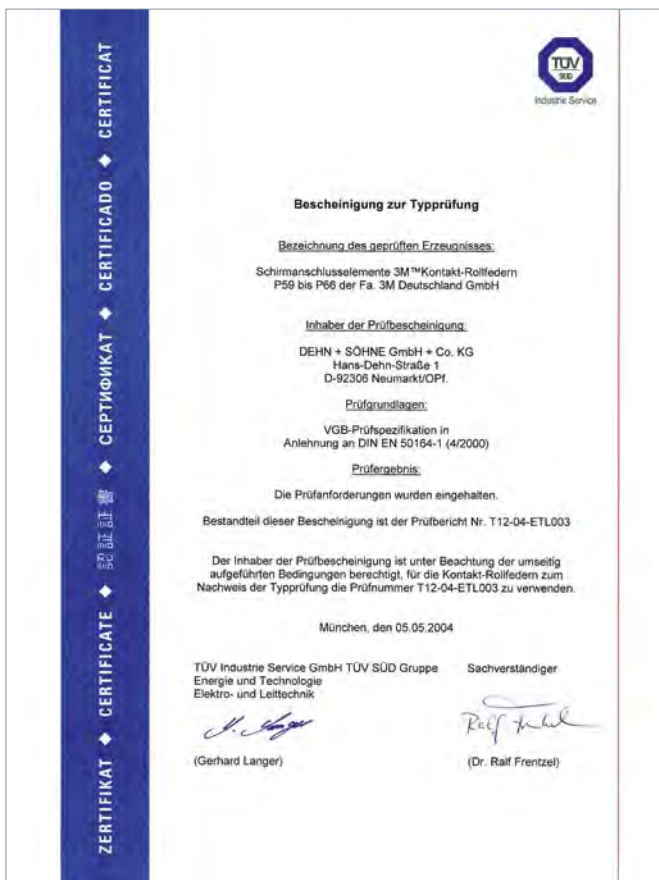 TÜV
SÜD
Industrie Service
Bescheinigung zur Typprüfung
Bezeichnung des geprüften Erzeugnisses:
Schirmanschlusselemente 3M™Kontakt-Rollfedern
P59 bis P66 der Fa. 3M Deutschland GmbH
Inhaber der Prüfbescheinigung:
DEHN + SÖHNE GmbH + Co. KG
Hans-Dehn-Straße 1
D-92306 Neumarkt/OPf.
Prüfgrundlagen:
VGB-Prüfspezifikation in
Anlehnung an DIN EN 50164-1 (4/2000)
Prüfergebnis:
Die Prüfanforderungen wurden eingehalten.
Bestandteil dieser Bescheinigung ist der Prüfbericht Nr. T12-04-ETL003
Der Inhaber der Prüfbescheinigung ist unter Beachtung der umseitig
aufgeführten Bedingungen berechtigt, für die Kontakt-Rollfedern zum
Nachweis der Typprüfung die Prüfnummer T12-04-ETL003 zu verwenden.
München, den 05.05.2004
TÜV Industrie Service GmbH TÜV SÜD Gruppe
Energie und Technologie
Elektro- und Leittechnik
Sachverständiger
(Gerhard Langer)
(Dr. Ralf Frentzel)
ZERTIFIKAT ◆ CERTIFICATE ◆ 認証証書 ◆ СЕРТИФИКАТ ◆ CERTIFICADO ◆ CERTIFICAT